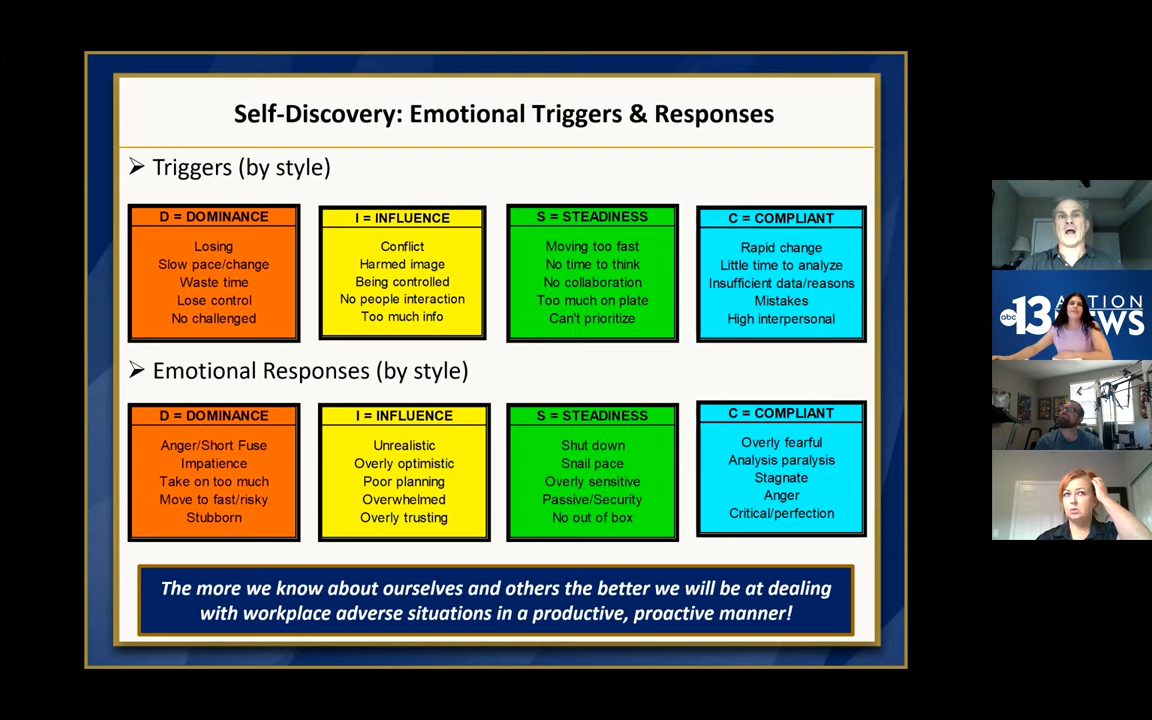 Self-Discovery: Emotional Triggers & Responses
Triggers (by style)
D = DOMINANCE
Losing
Slow pace/change
Waste time
Lose control
No challenged
I = INFLUENCE
Conflict
Harmed image
Being controlled
No people interaction
Too much info
S = STEADINESS
Moving too fast
No time to think
No collaboration
Too much on plate
Can't prioritize
C = COMPLIANT
Rapid change
Little time to analyze
Insufficient data/reasons
Mistakes
High interpersonal
Emotional Responses (by style)
D = DOMINANCE
Anger/Short Fuse
Impatience
Take on too much
Move to fast/risky
Stubborn
I = INFLUENCE
Unrealistic
Overly optimistic
Poor planning
Overwhelmed
Overly trusting
S = STEADINESS
Shut down
Snail pace
Overly sensitive
Passive/Security
No out of box
C = COMPLIANT
Overly fearful
Analysis paralysis
Stagnate
Anger
Critical/perfection
The more we know about ourselves and others the better we will be at dealing
with workplace adverse situations in a productive, proactive manner!
abc 13